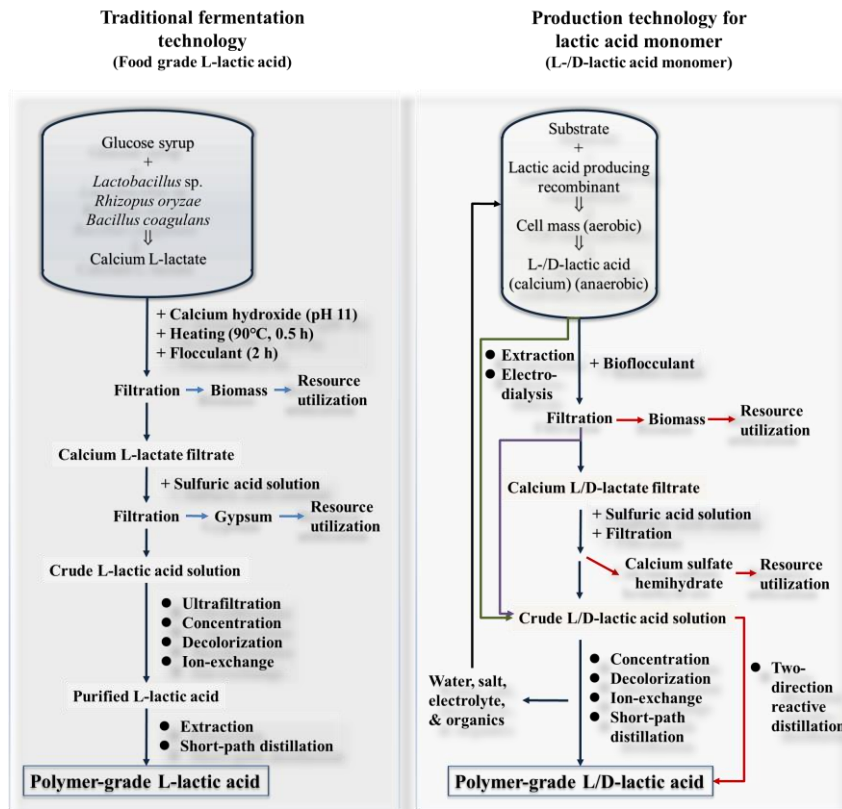 Traditional fermentation
technology
(Food grade L-lactic acid)
Glucose syrup
+
Lactobacillus sp.
Rhizopus oryzae
Bacillus coagulans
⇓
Calcium L-lactate
+ Calcium hydroxide (pH 11)
+ Heating (90℃, 0.5 h)
+ Flocculant (2 h)
Filtration
Biomass
Resource
utilization
Calcium L-lactate filtrate
+ Sulfuric acid solution
Filtration
Gypsum
Resource
utilization
Crude L-lactic acid solution
● Ultrafiltration
● Concentration
● Decolorization
● Ion-exchange
Purified L-lactic acid
● Extraction
● Short-path distillation
Polymer-grade L-lactic acid
Production technology for
lactic acid monomer
(L-/D-lactic acid monomer)
Substrate
+
Lactic acid producing
recombinant
⇓
Cell mass (aerobic)
⇓
L-/D-lactic acid
(calcium) (anaerobic)
● Extraction
● Electro-
dialysis
+ Bioflocculant
Filtration
Biomass
Resource
utilization
Calcium L/D-lactate filtrate
+ Sulfuric acid solution
+ Filtration
Calcium sulfate
hemihydrate
Resource
utilization
Crude L/D-lactic acid solution
● Concentration
● Decolorization
● Ion-exchange
● Short-path
distillation
Water, salt,
electrolyte,
& organics
● Two-
direction
reactive
distillation
Polymer-grade L/D-lactic acid